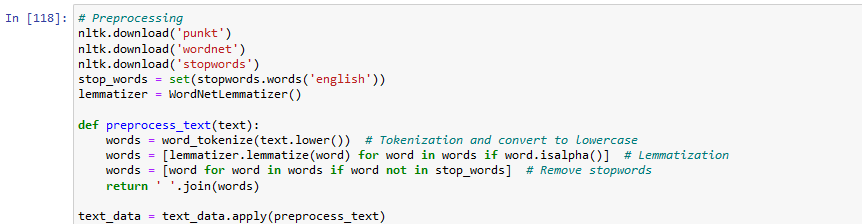 In [118]: # Preprocessing
nltk.download('punkt')
nltk.download('wordnet')
nltk.download('stopwords')
stop_words = set(stopwords.words('english'))
lemmatizer = WordNetLemmatizer()

def preprocess_text(text):
    words = word_tokenize(text.lower())  # Tokenization and convert to lowercase
    words = [lemmatizer.lemmatize(word) for word in words if word.isalpha()]  # Lemmatization
    words = [word for word in words if word not in stop_words]  # Remove stopwords
    return ' '.join(words)

text_data = text_data.apply(preprocess_text)